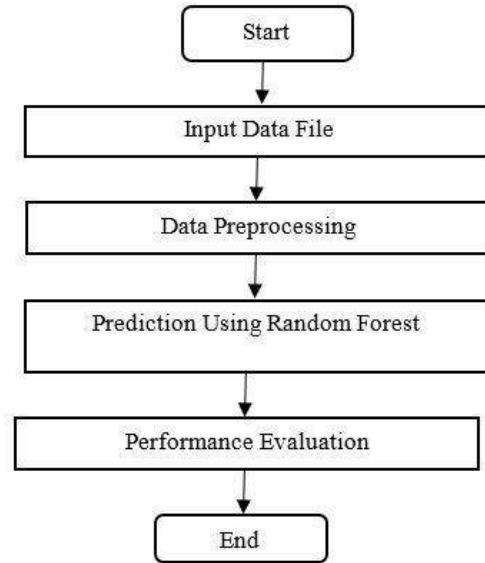 Start
Input Data File
Data Preprocessing
Prediction Using Random Forest
Performance Evaluation
End